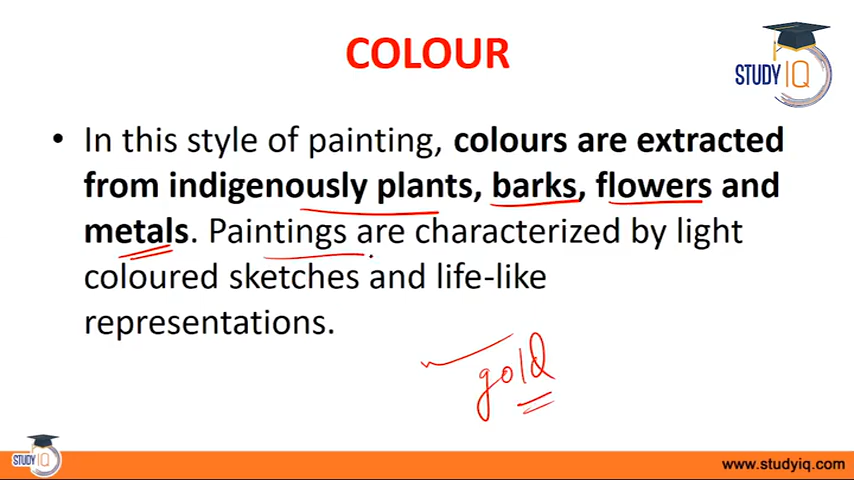 COLOUR
STUDY IQ
• In this style of painting, colours are extracted
from indigenously plants, barks, flowers and
metals. Paintings are characterized by light
coloured sketches and life-like
representations.
gold
STUDY IQ
www.studyiq.com